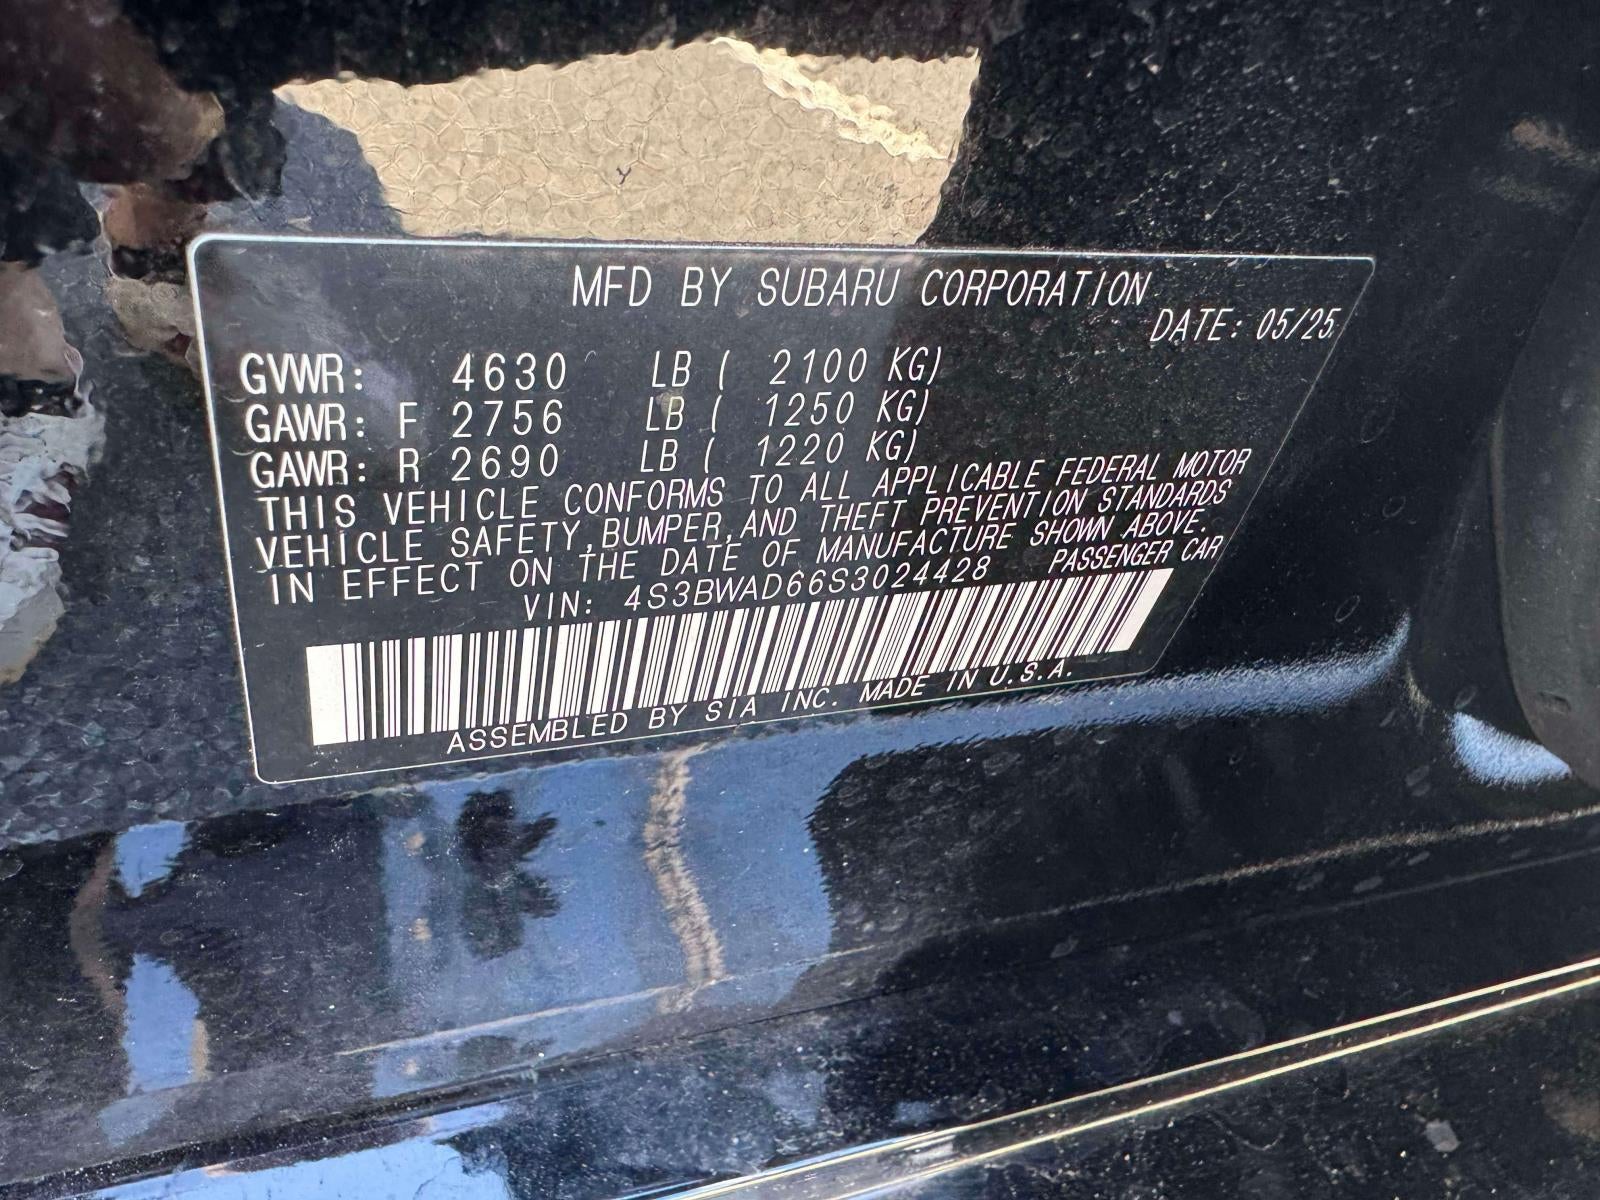 MFD BY SUBARU CORPORATION
DATE: 05/25
GVWR: 4630 LB ( 2100 KG)
GAWR: F 2756 LB ( 1250 KG)
GAWR: R 2690 LB ( 1220 KG)
THIS VEHICLE CONFORMS TO ALL APPLICABLE FEDERAL MOTOR
VEHICLE SAFETY, BUMPER, AND THEFT PREVENTION STANDARDS
IN EFFECT ON THE DATE OF MANUFACTURE SHOWN ABOVE.
VIN: 4S3BWAD66S3024428 PASSENGER CAR
ASSEMBLED BY SIA INC. MADE IN U.S.A.